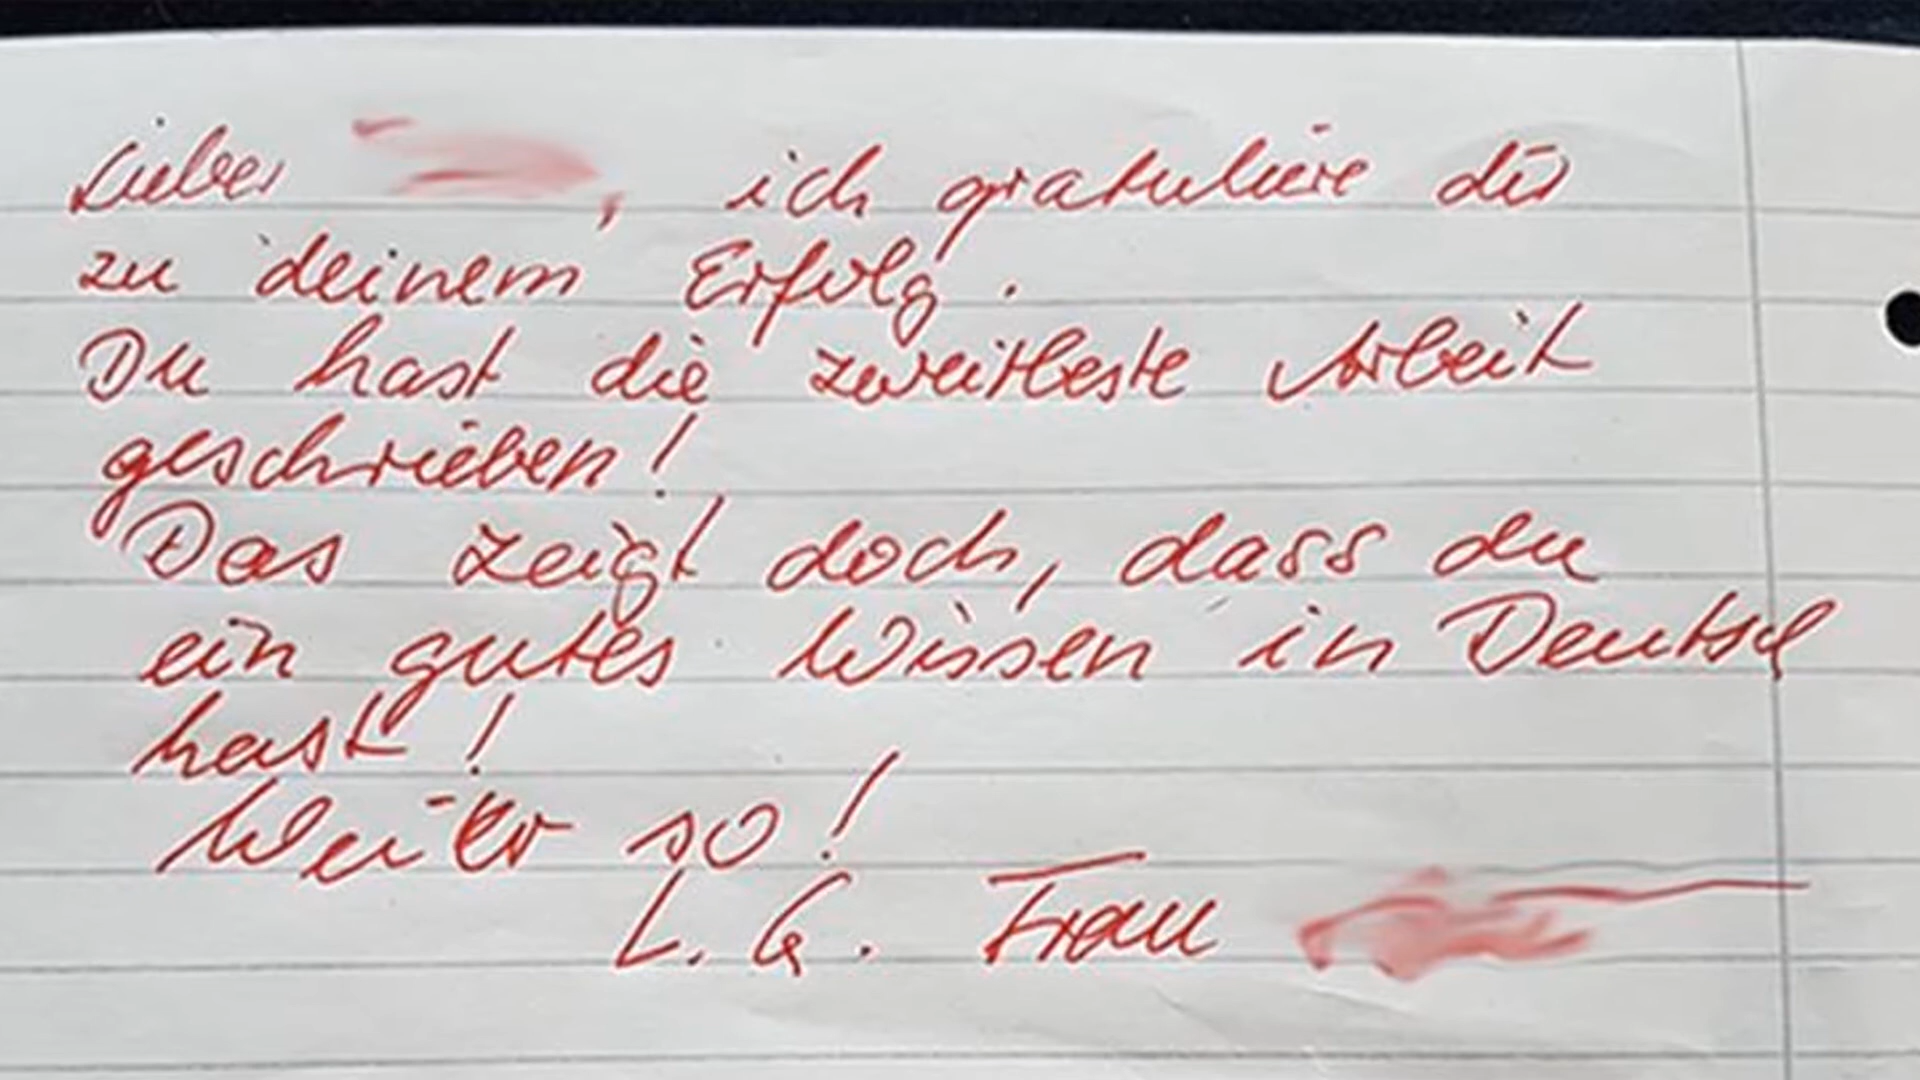 Lieber , ich gratuliere dir
zu deinem Erfolg.
Du hast die zweitbeste Arbeit
geschrieben!
Das zeigt doch, dass du
ein gutes Wissen in Deutsch
hast!
Weiter so!
L. G. Frau